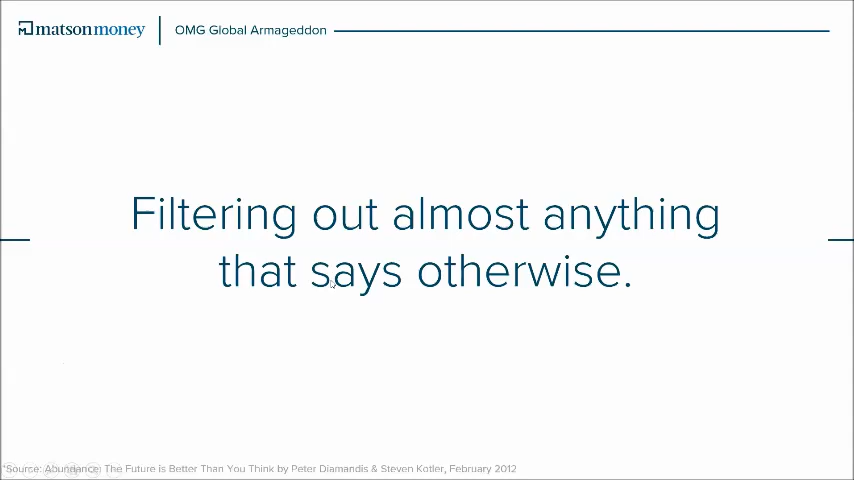 matsonmoney
OMG Global Armageddon
Filtering out almost anything
that says otherwise.
*Source: Abundance: The Future is Better Than You Think by Peter Diamandis & Steven Kotler, February 2012